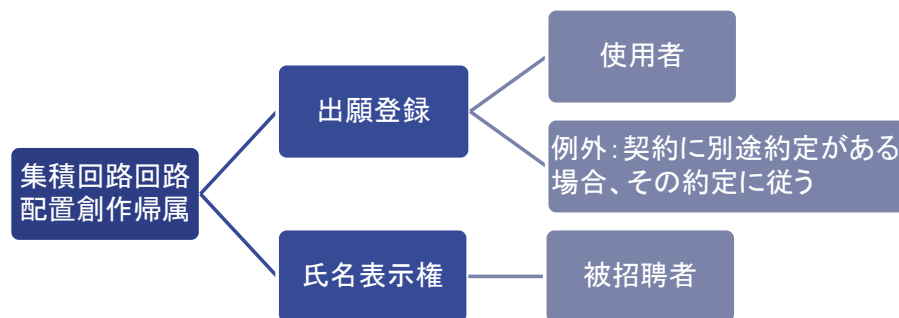 集積回路回路
配置創作帰属
出願登録
使用者
例外：契約に別途約定がある
場合、その約定に従う
氏名表示権
被招聘者